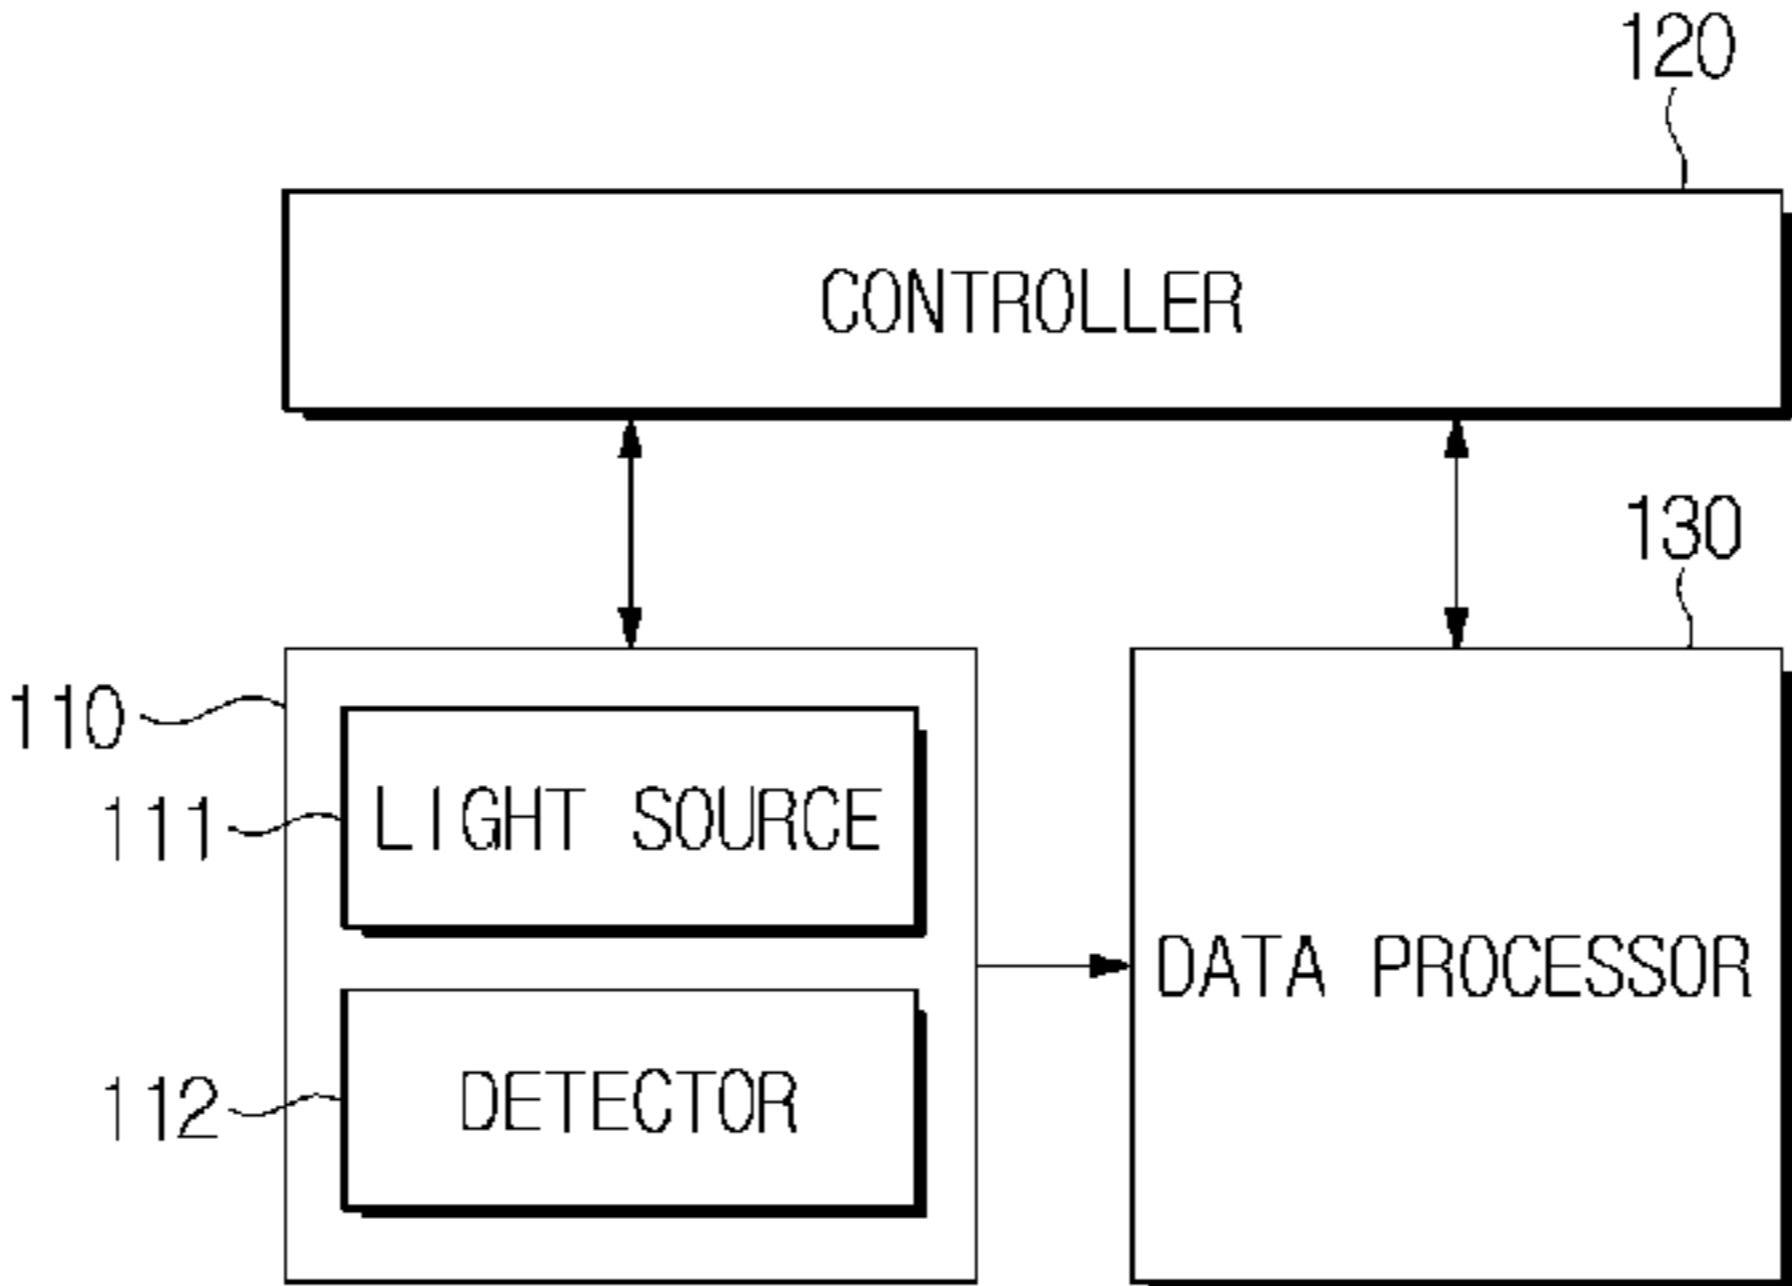 120
CONTROLLER
130
110
111
LIGHT SOURCE
DATA PROCESSOR
112
DETECTOR